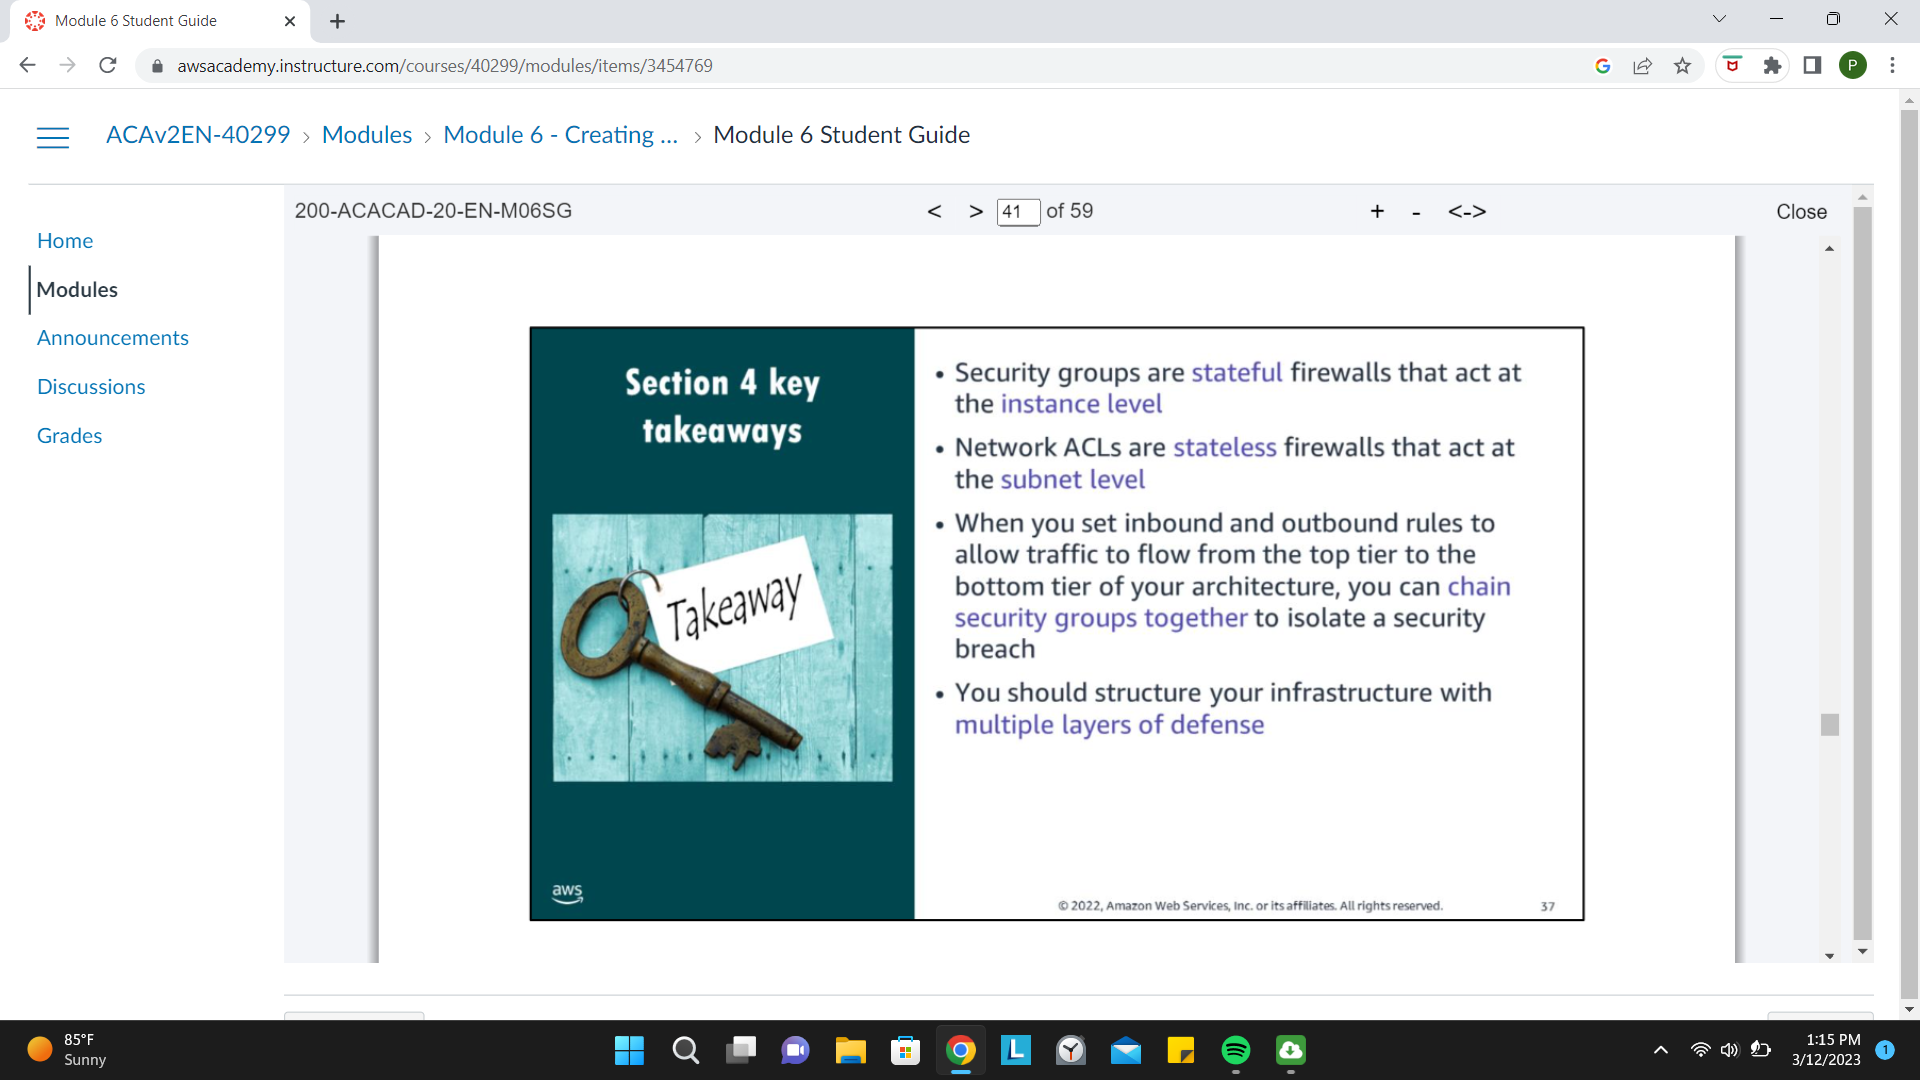 Module 6 Student Guide
awsacademy.instructure.com/courses/40299/modules/items/3454769
P
ACAv2EN-40299 > Modules > Module 6 - Creating ... > Module 6 Student Guide
200-ACACAD-20-EN-M06SG
< > 41 of 59
+ - <->
Close
Home
Modules
Announcements
Discussions
Grades
Section 4 key
takeaways
Takeaway
aws
• Security groups are stateful firewalls that act at
the instance level
• Network ACLs are stateless firewalls that act at
the subnet level
• When you set inbound and outbound rules to
allow traffic to flow from the top tier to the
bottom tier of your architecture, you can chain
security groups together to isolate a security
breach
• You should structure your infrastructure with
multiple layers of defense
© 2022, Amazon Web Services, Inc. or its affiliates. All rights reserved.
37
85°F
Sunny
L
1:15 PM
3/12/2023
1